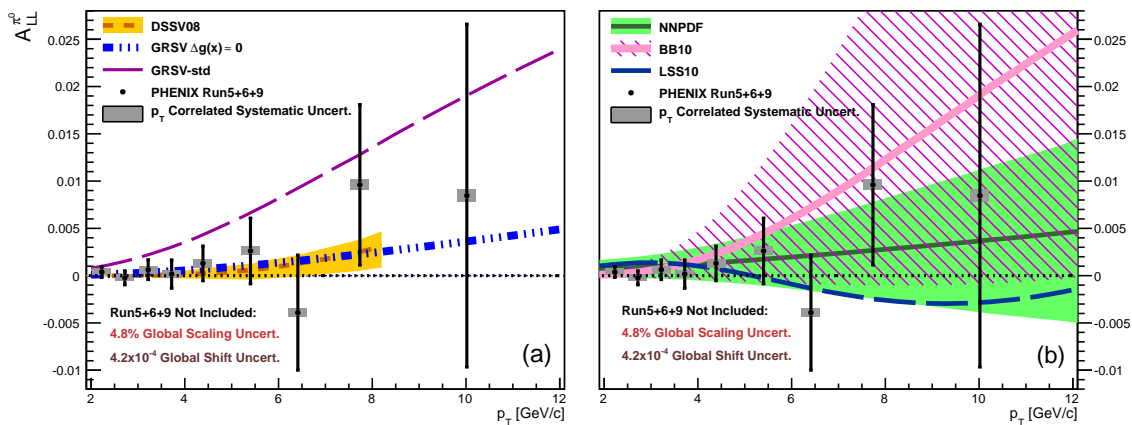 A_LL^π⁰
0.025
0.02
0.015
0.01
0.005
0
-0.005
-0.01
DSSV08
GRSV Δg(x) = 0
GRSV-std
PHENIX Run5+6+9
p_T Correlated Systematic Uncert.
Run5+6+9 Not Included:
4.8% Global Scaling Uncert.
4.2x10⁻⁴ Global Shift Uncert.
(a)
2 4 6 8 10 12
p_T [GeV/c]
NNPDF
BB10
LSS10
PHENIX Run5+6+9
p_T Correlated Systematic Uncert.
Run5+6+9 Not Included:
4.8% Global Scaling Uncert.
4.2x10⁻⁴ Global Shift Uncert.
(b)
0.025
0.02
0.015
0.01
0.005
0
-0.005
-0.01
2 4 6 8 10 12
p_T [GeV/c]